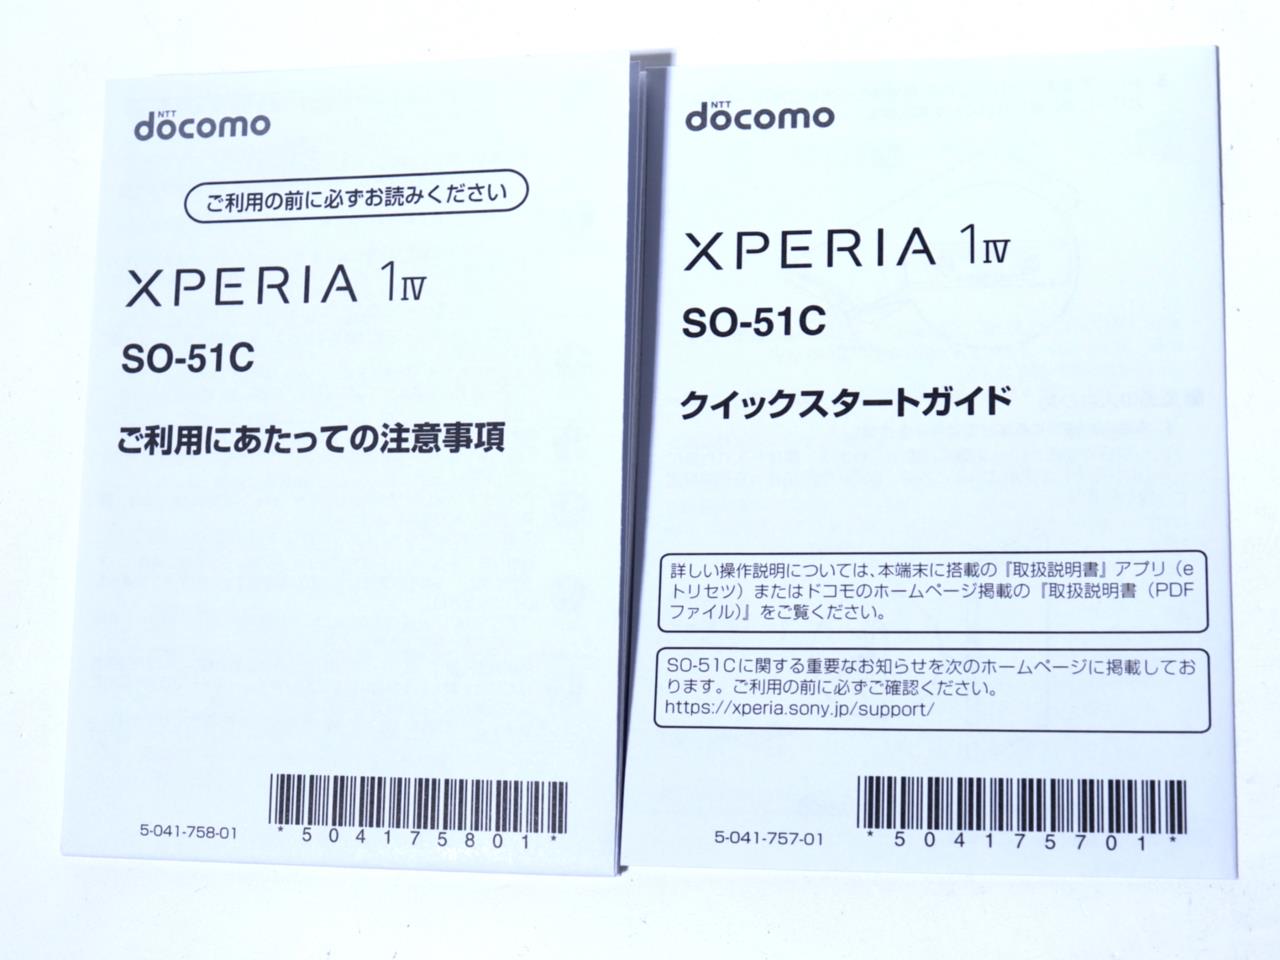 NTT
docomo
ご利用の前に必ずお読みください
XPERIA 1 IV
SO-51C
ご利用にあたっての注意事項
5-041-758-01
*504175801*
NTT
docomo
XPERIA 1 IV
SO-51C
クイックスタートガイド
詳しい操作説明については、本端末に搭載の『取扱説明書』アプリ（e
トリセツ）またはドコモのホームページ掲載の『取扱説明書（PDF
ファイル）』をご覧ください。
SO-51Cに関する重要なお知らせを次のホームページに掲載してお
ります。ご利用の前に必ずご確認ください。
https://xperia.sony.jp/support/
5-041-757-01
*504175701*